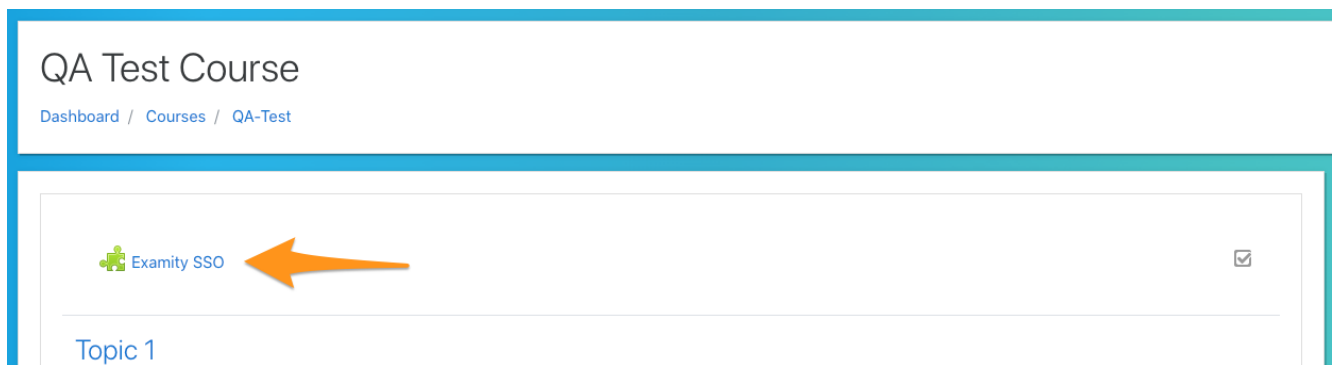 QA Test Course
Dashboard / Courses / QA-Test
Examity SSO
Topic 1